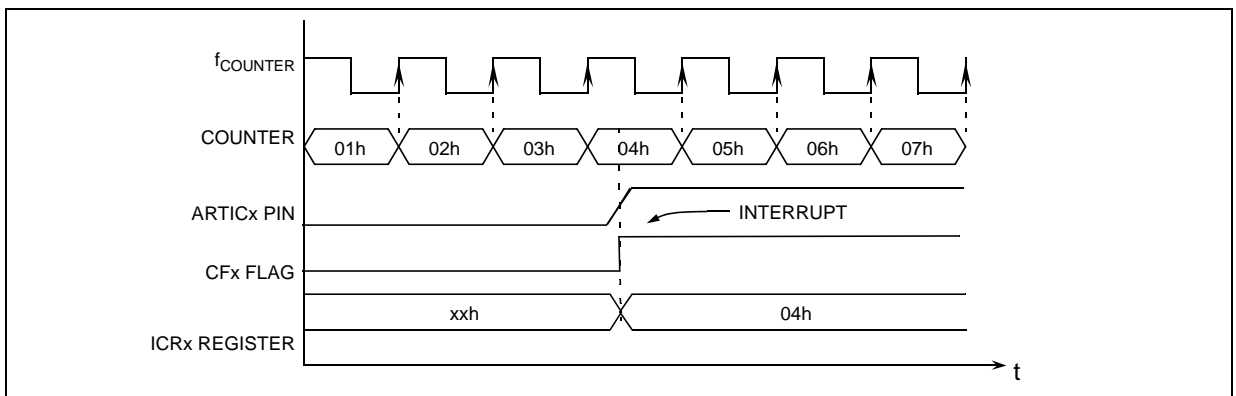 fCOUNTER
COUNTER 01h 02h 03h 04h 05h 06h 07h
ARTICx PIN INTERRUPT
CFx FLAG
xxh 04h
ICRx REGISTER
t